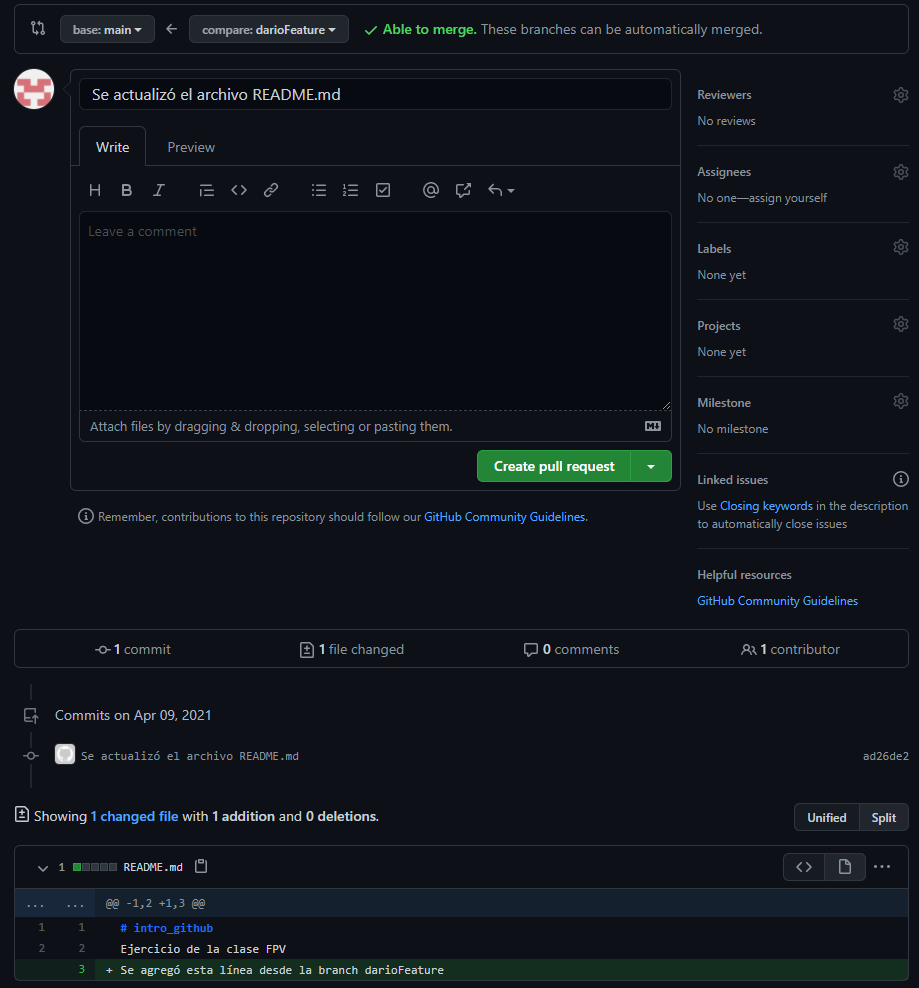 base: main
compare: darioFeature
Able to merge. These branches can be automatically merged.
Se actualizó el archivo README.md
Write
Preview
H B I
Leave a comment
Attach files by dragging & dropping, selecting or pasting them.
Create pull request
Remember, contributions to this repository should follow our GitHub Community Guidelines.
Reviewers
No reviews
Assignees
No one—assign yourself
Labels
None yet
Projects
None yet
Milestone
No milestone
Linked issues
Use Closing keywords in the description
to automatically close issues
Helpful resources
GitHub Community Guidelines
1 commit
1 file changed
0 comments
1 contributor
Commits on Apr 09, 2021
Se actualizó el archivo README.md
ad26de2
Showing 1 changed file with 1 addition and 0 deletions.
Unified
Split
1 README.md
... ... @@ -1,2 +1,3 @@
1 1 # intro_github
2 2 Ejercicio de la clase FPV
3 + Se agregó esta línea desde la branch darioFeature